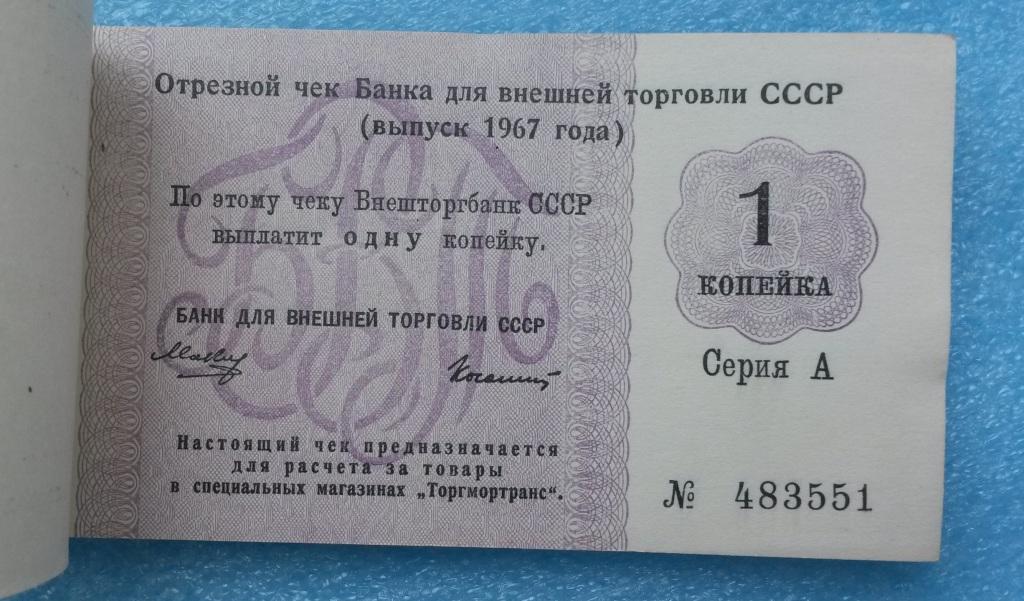 Отрезной чек Банка для внешней торговли СССР
(выпуск 1967 года)
По этому чеку Внешторгбанк СССР
выплатит одну копейку.
БАНК ДЛЯ ВНЕШНЕЙ ТОРГОВЛИ СССР
Настоящий чек предназначается
для расчета за товары
в специальных магазинах „Торгмортранс“.
1
КОПЕЙКА
Серия А
№ 483551